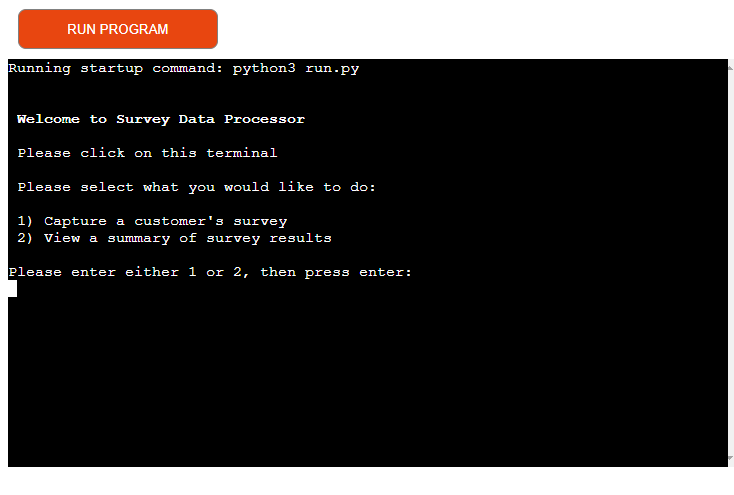 RUN PROGRAM
Running startup command: python3 run.py
Welcome to Survey Data Processor
Please click on this terminal
Please select what you would like to do:
1) Capture a customer's survey
2) View a summary of survey results
Please enter either 1 or 2, then press enter: